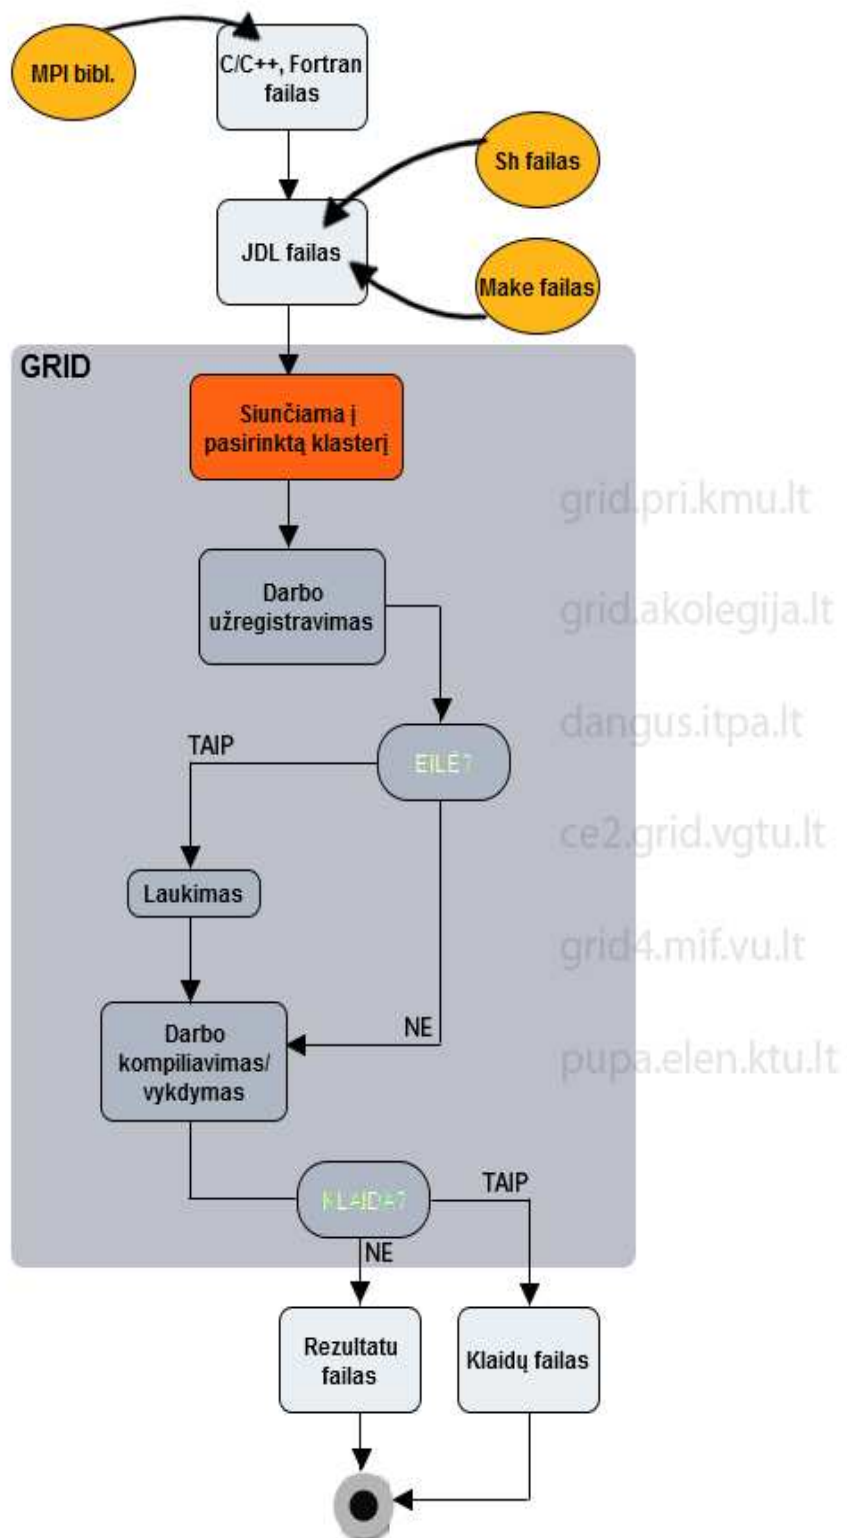 MPI bibl.
C/C++, Fortran
failas
Sh failas
JDL failas
Make failas
GRID
Siunčiama į
pasirinktą klasterį
grid.pri.kmu.lt
Darbo
užregistravimas
grid.akolegija.lt
dangus.itpa.lt
TAIP
EILĖ?
ce2.grid.vgtu.lt
Laukimas
grid4.mif.vu.lt
NE
Darbo
kompiliavimas/
vykdymas
pupa.elen.ktu.lt
KLAIDA?
TAIP
NE
Rezultatu
failas
Klaidų failas